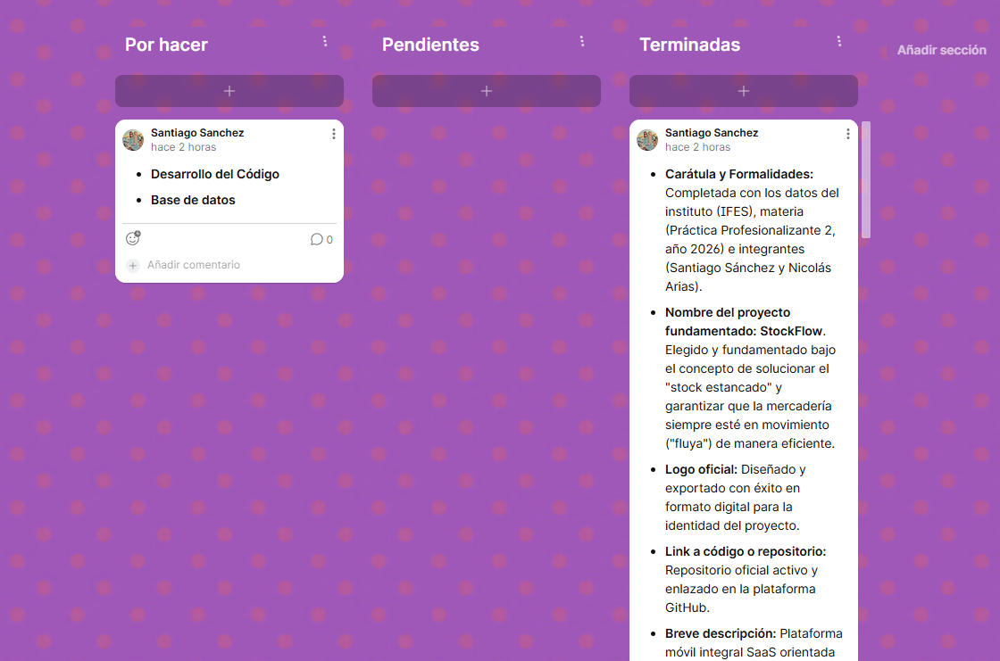 Por hacer
Pendientes
Terminadas
Añadir sección
Santiago Sanchez
hace 2 horas
Desarrollo del Código
Base de datos
0
Añadir comentario
Santiago Sanchez
hace 2 horas
Carátula y Formalidades:
Completada con los datos del
instituto (IFES), materia
(Práctica Profesionalizante 2,
año 2026) e integrantes
(Santiago Sánchez y Nicolás
Arias).
Nombre del proyecto
fundamentado: StockFlow.
Elegido y fundamentado bajo
el concepto de solucionar el
"stock estancado" y
garantizar que la mercadería
siempre esté en movimiento
("fluya") de manera eficiente.
Logo oficial: Diseñado y
exportado con éxito en
formato digital para la
identidad del proyecto.
Link a código o repositorio:
Repositorio oficial activo y
enlazado en la plataforma
GitHub.
Breve descripción: Plataforma
móvil integral SaaS orientada